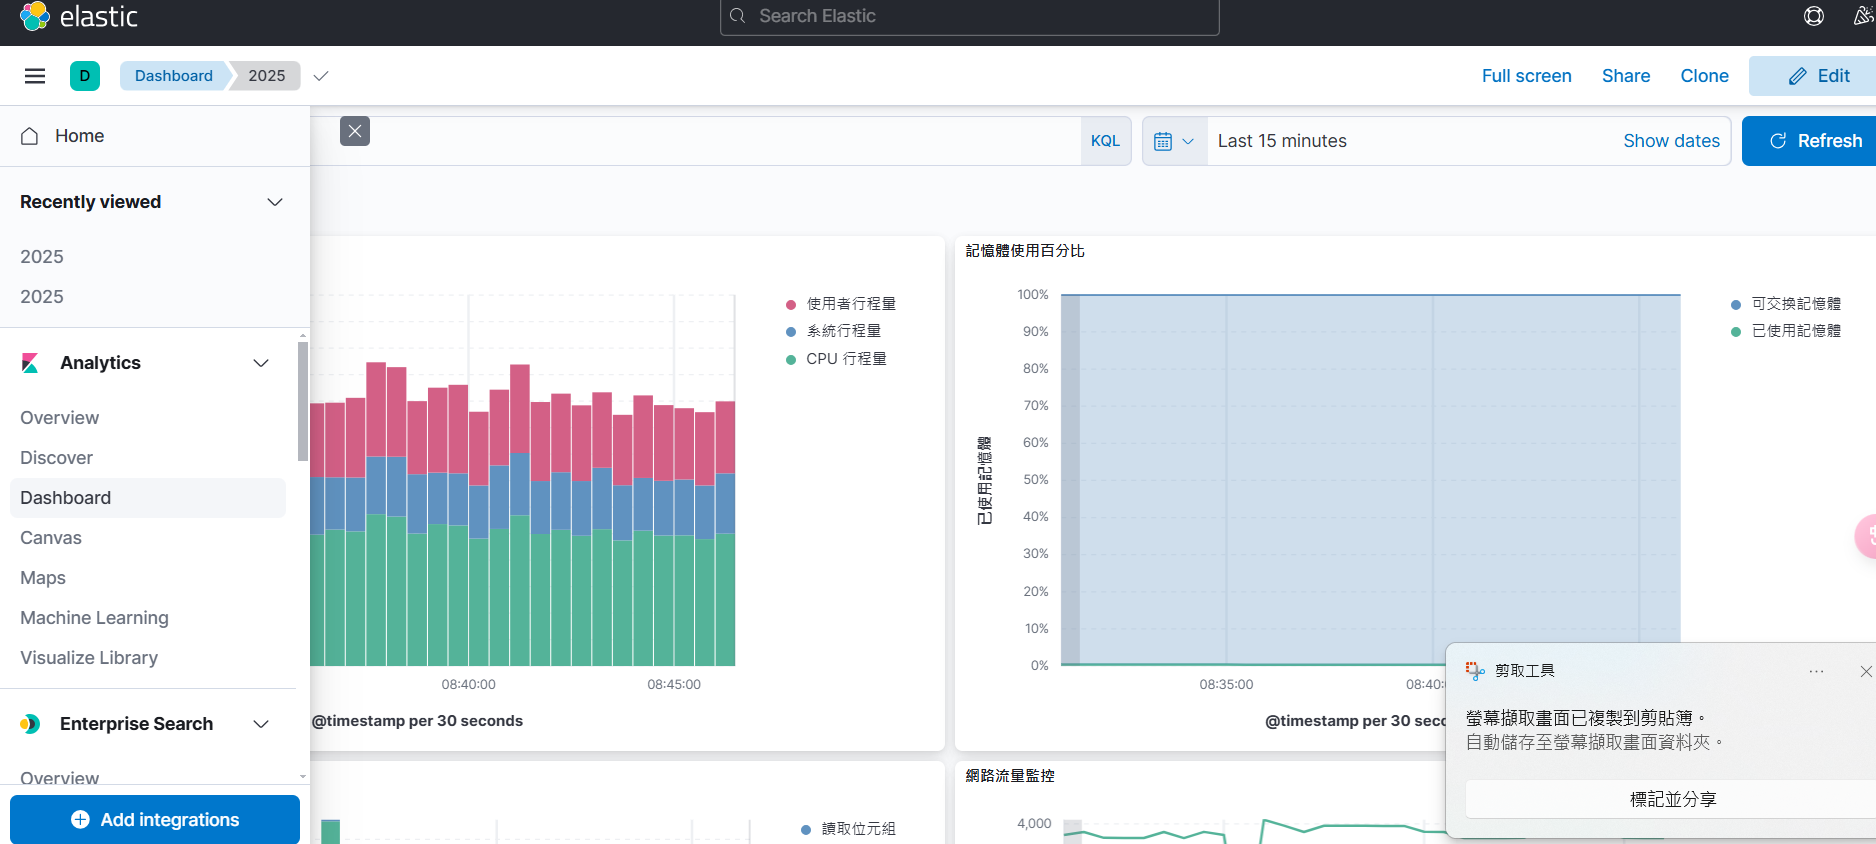 elastic
Search Elastic
D
Dashboard
2025
Full screen
Share
Clone
Edit
Home
KQL
Last 15 minutes
Show dates
Refresh
Recently viewed
2025
2025
Analytics
Overview
Discover
Dashboard
Canvas
Maps
Machine Learning
Visualize Library
Enterprise Search
Overview
Add integrations
使用者行程量
系統行程量
CPU 行程量
08:40:00
08:45:00
@timestamp per 30 seconds
記憶體使用百分比
100%
90%
80%
70%
60%
50%
40%
30%
20%
10%
0%
已使用記憶體
可交換記憶體
已使用記憶體
08:35:00
08:40:
@timestamp per 30 sec
讀取位元組
網路流量監控
4,000
剪取工具
螢幕擷取畫面已複製到剪貼簿。
自動儲存至螢幕擷取畫面資料夾。
標記並分享